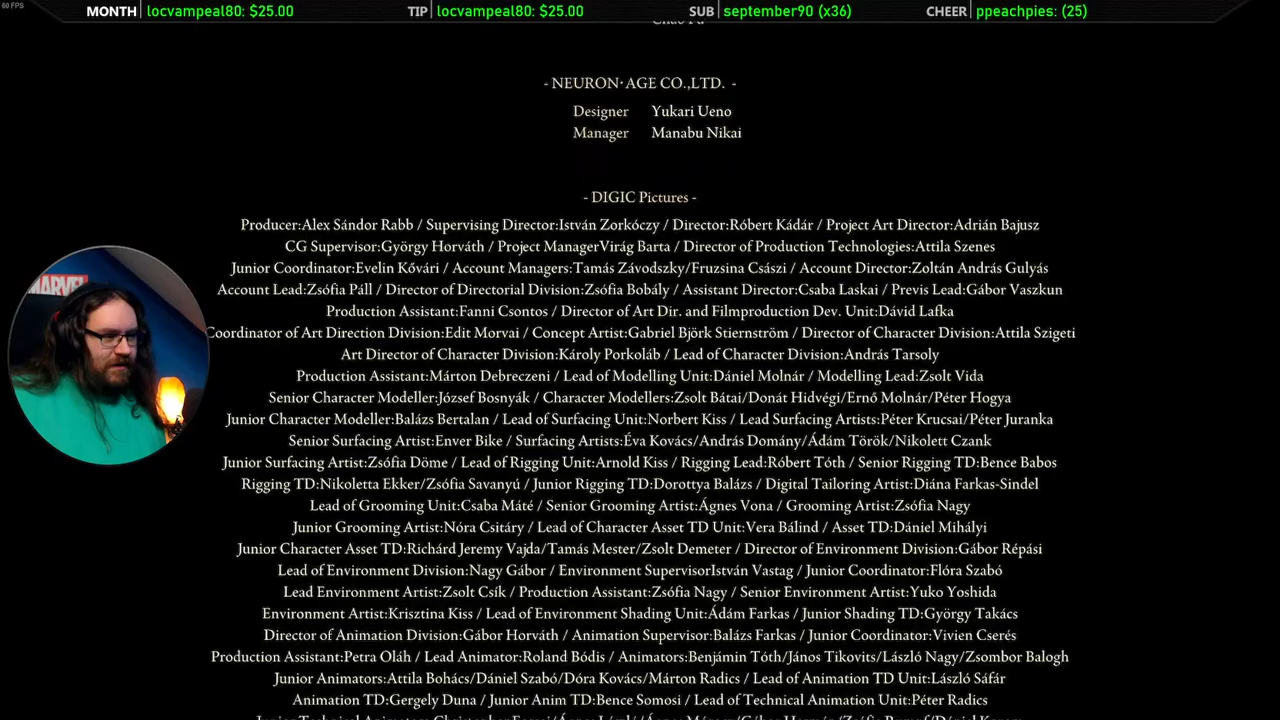 60 FPS
MONTH locvampeal80: $25.00 TIP locvampeal80: $25.00 SUB september90 (x36) CHEER ppeachpies: (25)
- NEURON·AGE CO.,LTD. -
Designer Yukari Ueno
Manager Manabu Nikai
- DIGIC Pictures -
Producer:Alex Sándor Rabb / Supervising Director:István Zorkóczy / Director:Róbert Kádár / Project Art Director:Adrián Bajusz
CG Supervisor:György Horváth / Project ManagerVirág Barta / Director of Production Technologies:Attila Szenes
Junior Coordinator:Evelin Kővári / Account Managers:Tamás Závodszky/Fruzsina Császi / Account Director:Zoltán András Gulyás
MARVEL
Account Lead:Zsófia Páll / Director of Directorial Division:Zsófia Bobály / Assistant Director:Csaba Laskai / Previs Lead:Gábor Vaszkun
Production Assistant:Fanni Csontos / Director of Art Dir. and Filmproduction Dev. Unit:Dávid Lafka
Coordinator of Art Direction Division:Edit Morvai / Concept Artist:Gabriel Björk Stiernström / Director of Character Division:Attila Szigeti
Art Director of Character Division:Károly Porkoláb / Lead of Character Division:András Tarsoly
Production Assistant:Márton Debreczeni / Lead of Modelling Unit:Dániel Molnár / Modelling Lead:Zsolt Vida
Senior Character Modeller:József Bosnyák / Character Modellers:Zsolt Bátai/Donát Hidvégi/Ernő Molnár/Péter Hogya
Junior Character Modeller:Balázs Bertalan / Lead of Surfacing Unit:Norbert Kiss / Lead Surfacing Artists:Péter Krucsai/Péter Juranka
Senior Surfacing Artist:Enver Bike / Surfacing Artists:Éva Kovács/András Domány/Ádám Török/Nikolett Czank
Junior Surfacing Artist:Zsófia Döme / Lead of Rigging Unit:Arnold Kiss / Rigging Lead:Róbert Tóth / Senior Rigging TD:Bence Babos
Rigging TD:Nikoletta Ekker/Zsófia Savanyú / Junior Rigging TD:Dorottya Balázs / Digital Tailoring Artist:Diána Farkas-Sindel
Lead of Grooming Unit:Csaba Máté / Senior Grooming Artist:Ágnes Vona / Grooming Artist:Zsófia Nagy
Junior Grooming Artist:Nóra Csitáry / Lead of Character Asset TD Unit:Vera Bálind / Asset TD:Dániel Mihályi
Junior Character Asset TD:Richárd Jeremy Vajda/Tamás Mester/Zsolt Demeter / Director of Environment Division:Gábor Répási
Lead of Environment Division:Nagy Gábor / Environment SupervisorIstván Vastag / Junior Coordinator:Flóra Szabó
Lead Environment Artist:Zsolt Csík / Production Assistant:Zsófia Nagy / Senior Environment Artist:Yuko Yoshida
Environment Artist:Krisztina Kiss / Lead of Environment Shading Unit:Ádám Farkas / Junior Shading TD:György Takács
Director of Animation Division:Gábor Horváth / Animation Supervisor:Balázs Farkas / Junior Coordinator:Vivien Cserés
Production Assistant:Petra Oláh / Lead Animator:Roland Bódis / Animators:Benjámin Tóth/János Tikovits/László Nagy/Zsombor Balogh
Junior Animators:Attila Bohács/Dániel Szabó/Dóra Kovács/Márton Radics / Lead of Animation TD Unit:László Sáfár
Animation TD:Gergely Duna / Junior Anim TD:Bence Somosi / Lead of Technical Animation Unit:Péter Radics